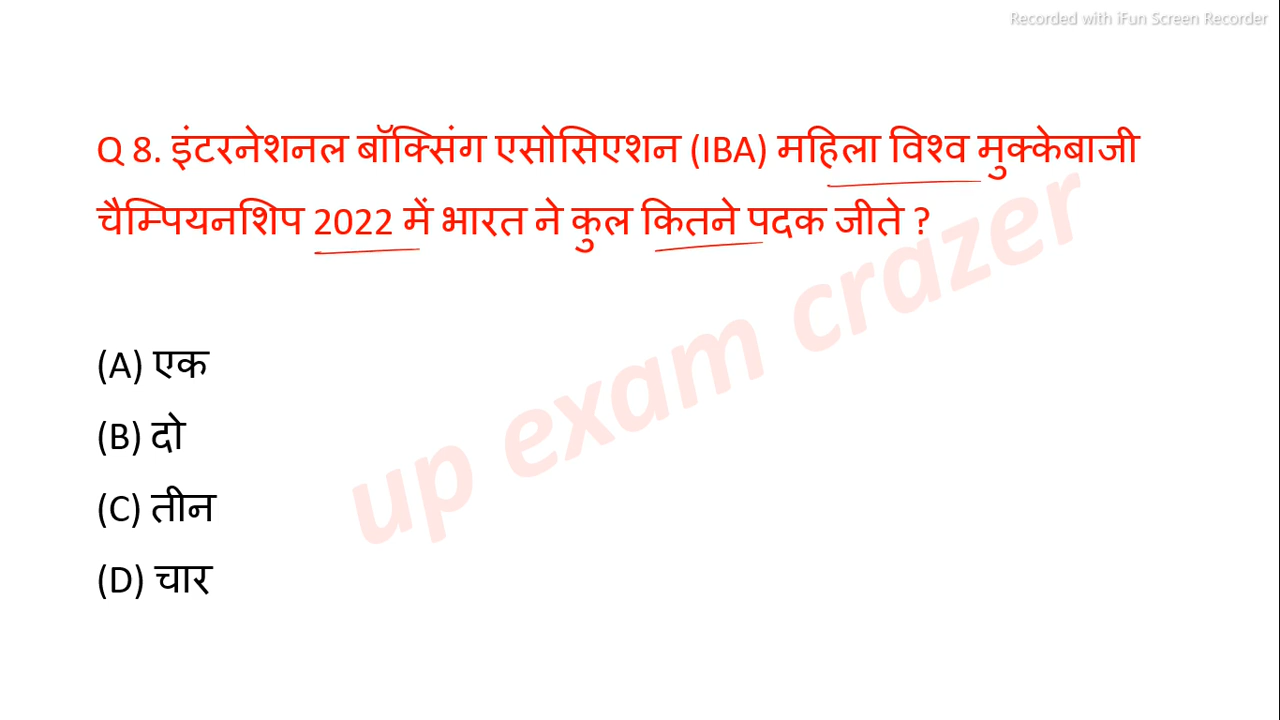 Recorded with iFun Screen Recorder
Q 8. इंटरनेशनल बॉक्सिंग एसोसिएशन (IBA) महिला विश्व मुक्केबाजी
चैम्पियनशिप 2022 में भारत ने कुल कितने पदक जीते ?
up exam crazer
(A) एक
(B) दो
(C) तीन
(D) चार